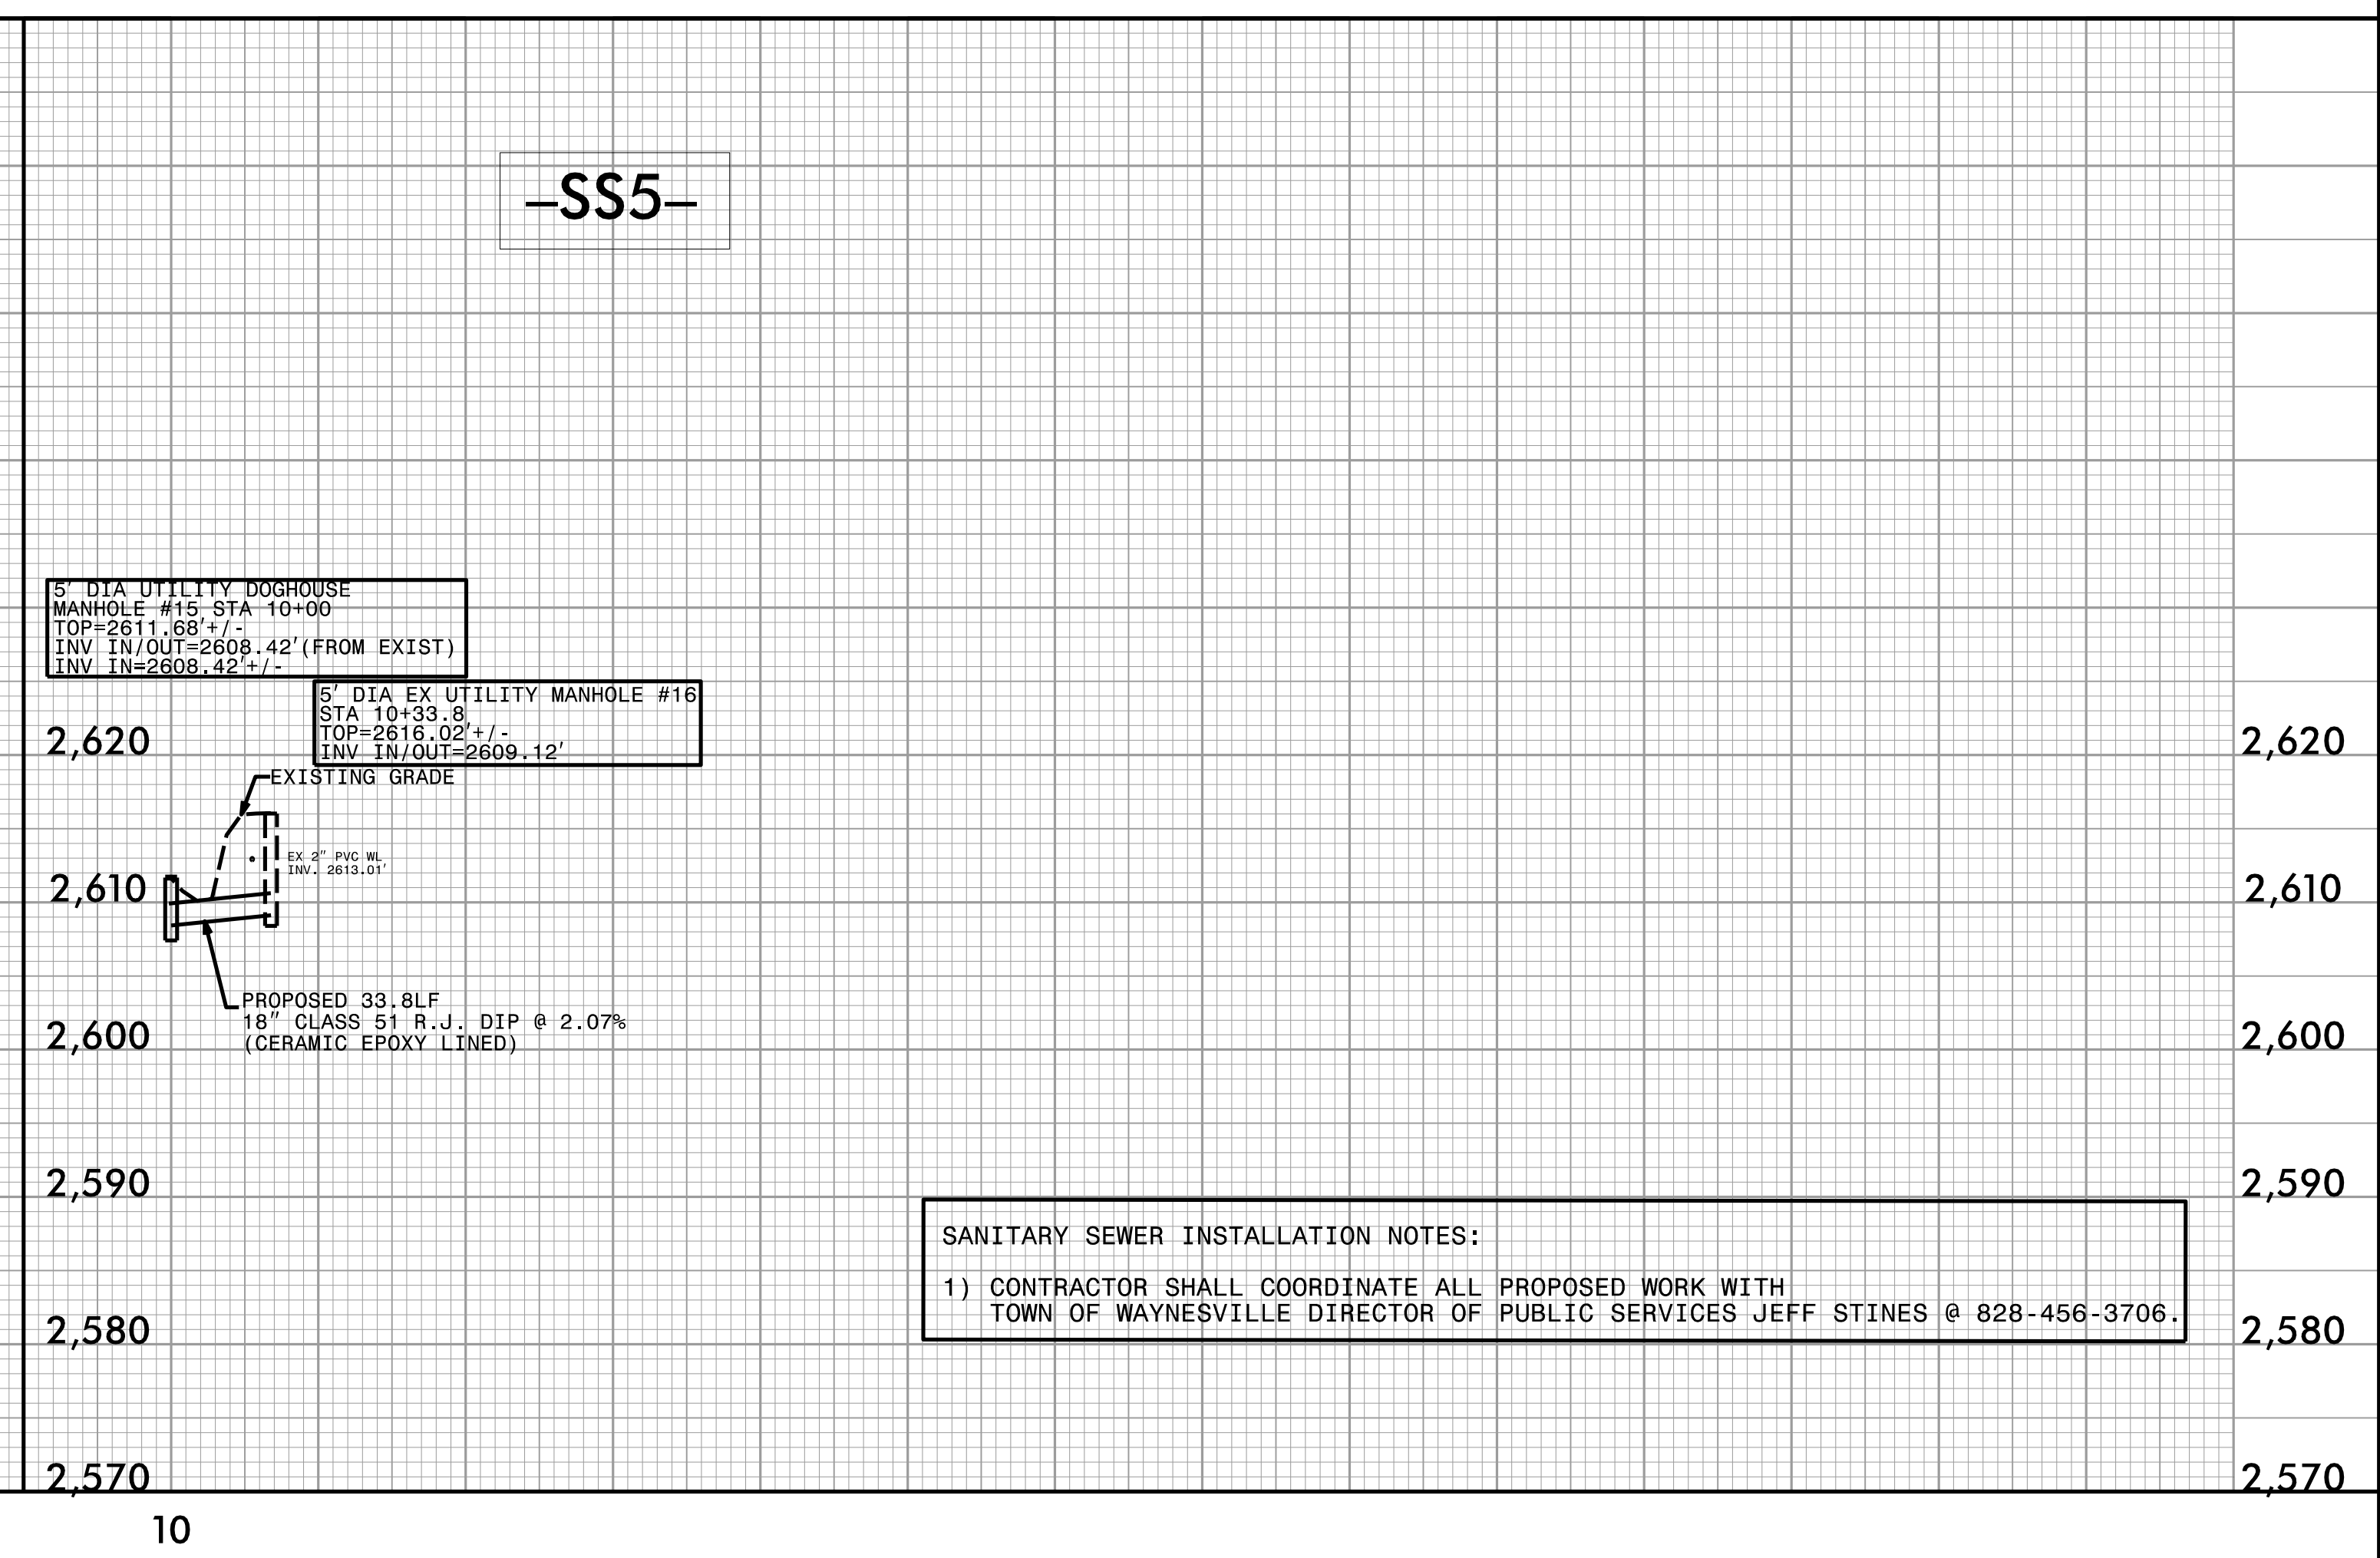 –SS5–
5' DIA UTILITY DOGHOUSE
MANHOLE #15 STA 10+00
TOP=2611.68'+/-
INV IN/OUT=2608.42'(FROM EXIST)
INV IN=2608.42'+/-
5' DIA EX UTILITY MANHOLE #16
STA 10+33.8
TOP=2616.02'+/-
INV IN/OUT=2609.12'
2,620
2,620
EXISTING GRADE
EX 2" PVC WL
INV. 2613.01'
2,610
2,610
PROPOSED 33.8LF
18" CLASS 51 R.J. DIP @ 2.07%
(CERAMIC EPOXY LINED)
2,600
2,600
2,590
2,590
SANITARY SEWER INSTALLATION NOTES:
1) CONTRACTOR SHALL COORDINATE ALL PROPOSED WORK WITH
TOWN OF WAYNESVILLE DIRECTOR OF PUBLIC SERVICES JEFF STINES @ 828-456-3706.
2,580
2,580
2,570
2,570
10